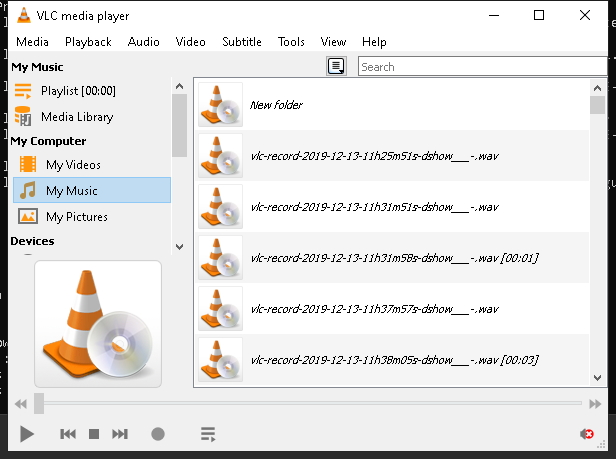 VLC media player
Media Playback Audio Video Subtitle Tools View Help
My Music
Search
Playlist [00:00]
Media Library
My Computer
My Videos
My Music
My Pictures
Devices
New folder
vlc-record-2019-12-13-11h25m51s-dshow___-.wav
vlc-record-2019-12-13-11h31m51s-dshow___-.wav
vlc-record-2019-12-13-11h31m58s-dshow___-.wav [00:01]
vlc-record-2019-12-13-11h37m57s-dshow___-.wav
vlc-record-2019-12-13-11h38m05s-dshow___-.wav [00:03]